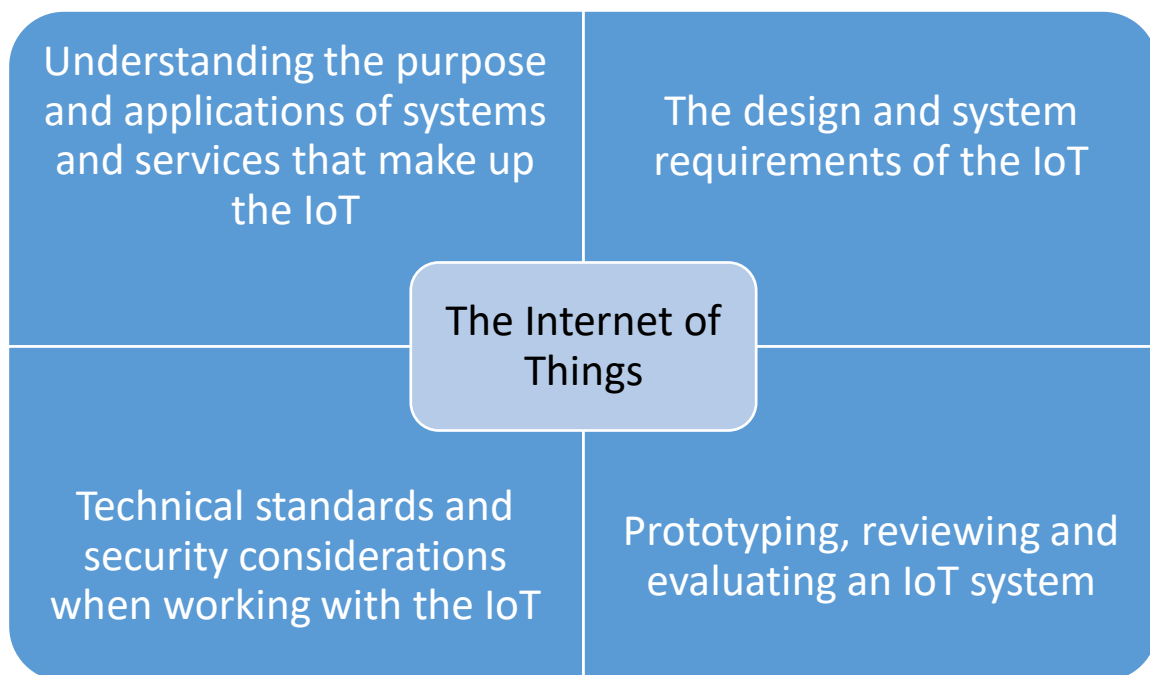 Understanding the purpose
and applications of systems
and services that make up
the IoT
The design and system
requirements of the IoT
The Internet of
Things
Technical standards and
security considerations
when working with the IoT
Prototyping, reviewing and
evaluating an IoT system